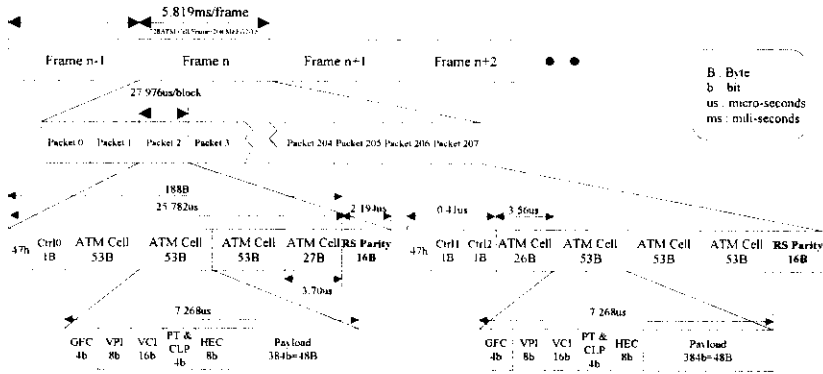 5.819ms/frame
Frame n-1 Frame n Frame n+1 Frame n+2
B : Byte
b : bit
us : micro-seconds
ms : mili-seconds
27.976us/block
Packet 0 Packet 1 Packet 2 Packet 3 Packet 204 Packet 205 Packet 206 Packet 207
188B
25.782us 2.194us 0.41us 3.56us
47h Ctrl0 1B ATM Cell 53B ATM Cell 53B ATM Cell 53B ATM Cell 27B RS Parity 16B 47h Ctrl1 1B Ctrl2 1B ATM Cell 26B ATM Cell 53B ATM Cell 53B ATM Cell 53B RS Parity 16B
3.70us
7.268us 7.268us
GFC 4b VPI 8b VCI 16b PT & CLP 4b HEC 8b Payload 384b=48B GFC 4b VPI 8b VCI 16b PT & CLP 4b HEC 8b Payload 384b=48B